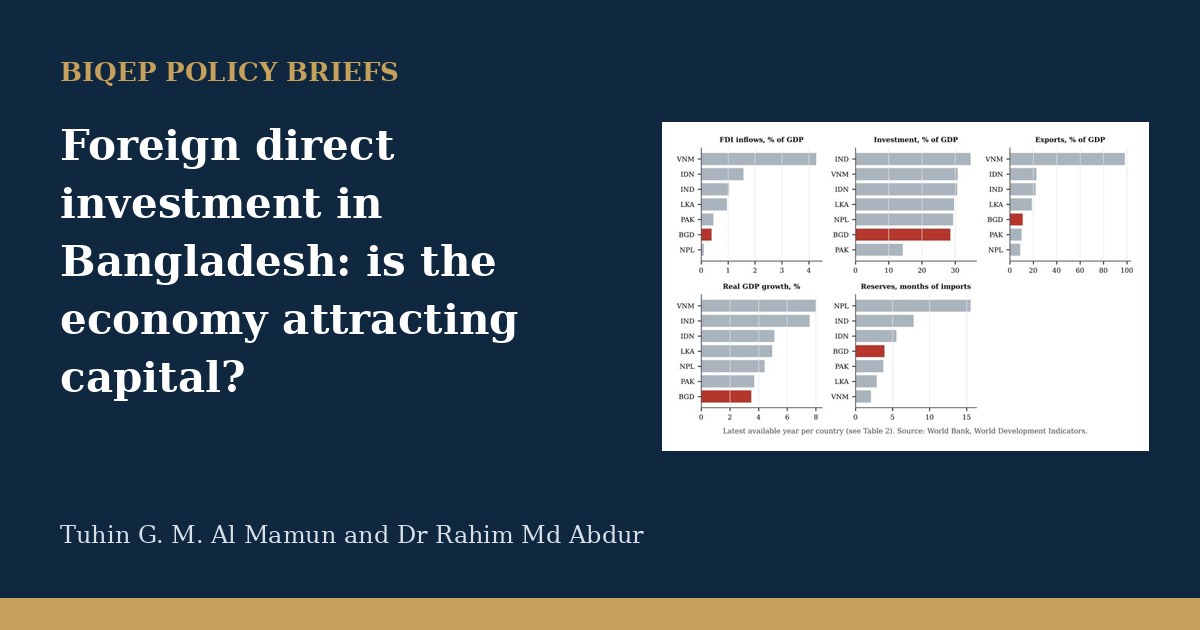 BIQEP POLICY BRIEFS
Foreign direct
investment in
Bangladesh: is the
economy attracting
capital?
FDI inflows, % of GDP
VNM
IDN
IND
LKA
PAK
BGD
NPL
0 1 2 3 4
Investment, % of GDP
IND
VNM
IDN
LKA
NPL
BGD
PAK
0 10 20 30
Exports, % of GDP
VNM
IDN
IND
LKA
BGD
PAK
NPL
0 20 40 60 80 100
Real GDP growth, %
VNM
IND
IDN
LKA
NPL
PAK
BGD
0 2 4 6 8
Reserves, months of imports
NPL
IND
IDN
BGD
PAK
LKA
VNM
0 5 10 15
Latest available year per country (see Table 2). Source: World Bank, World Development Indicators.
Tuhin G. M. Al Mamun and Dr Rahim Md Abdur